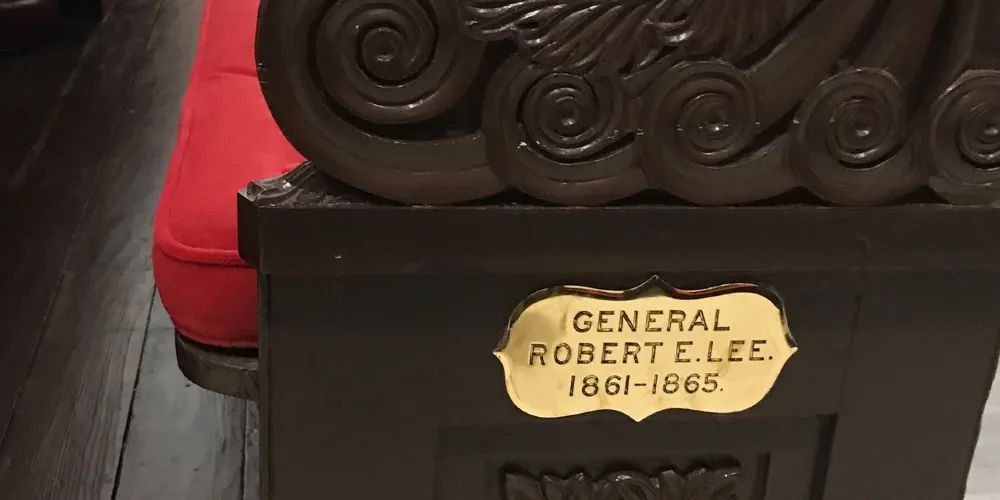 GENERAL
ROBERT E. LEE.
1861-1865.